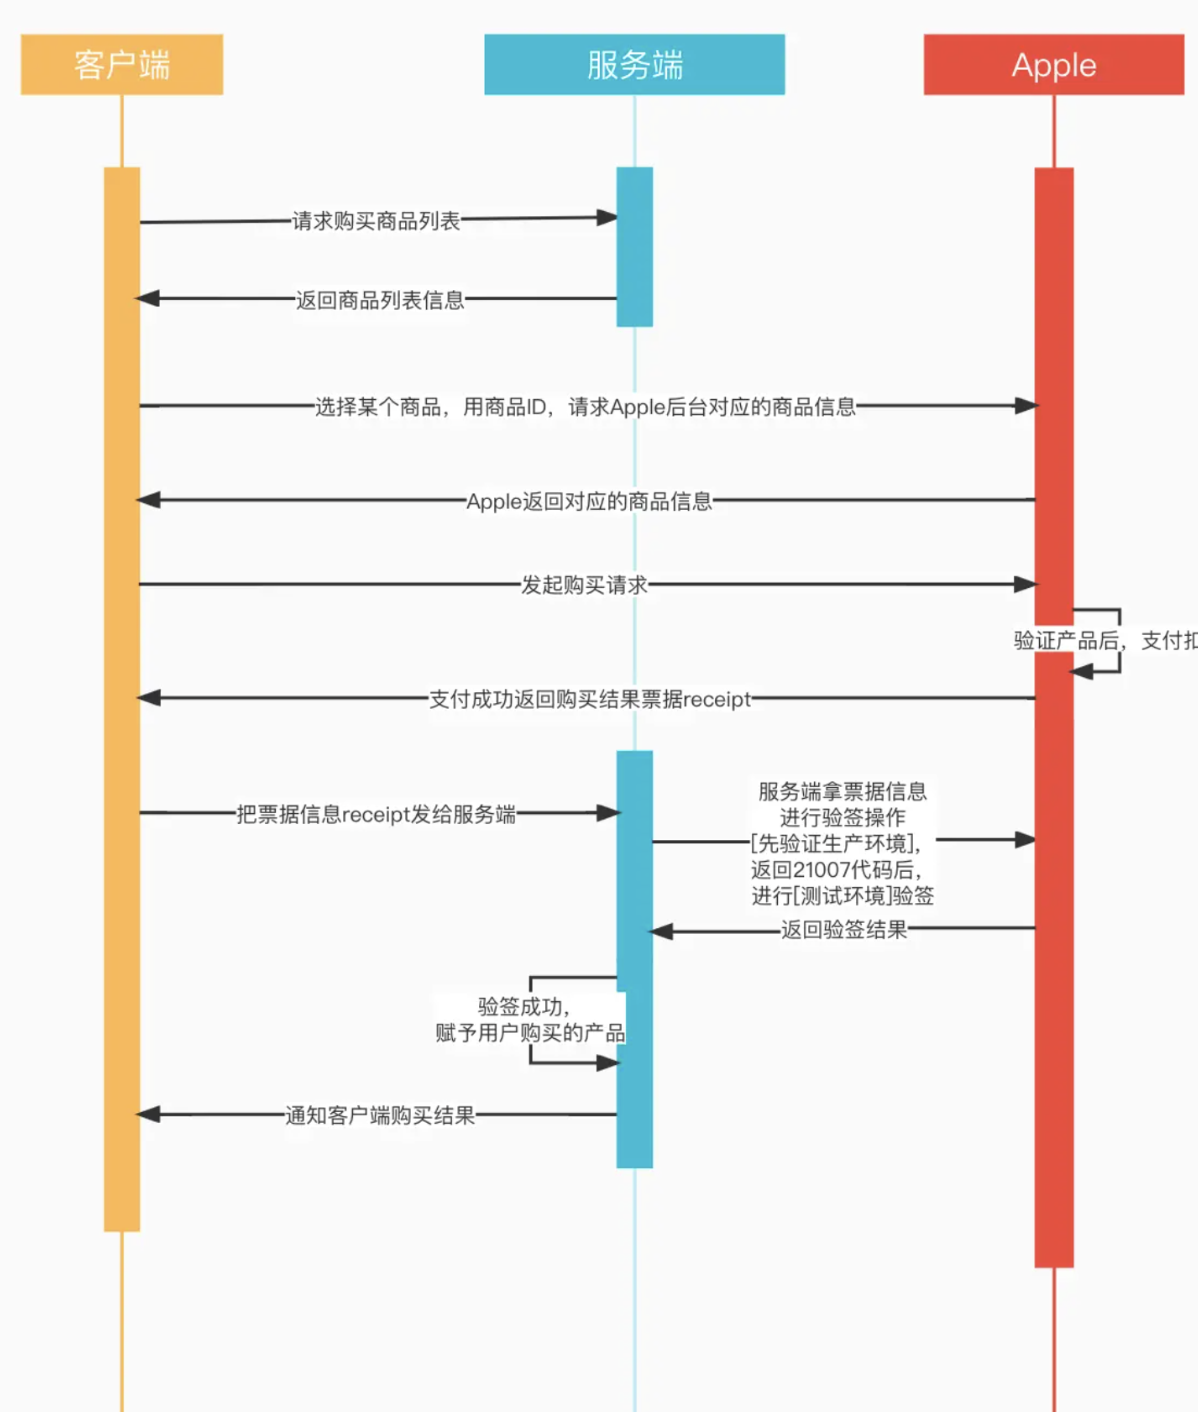 客户端
服务端
Apple
请求购买商品列表
返回商品列表信息
选择某个商品，用商品ID，请求Apple后台对应的商品信息
Apple返回对应的商品信息
发起购买请求
验证产品后，支付扣
支付成功返回购买结果票据receipt
把票据信息receipt发给服务端
服务端拿票据信息
进行验签操作
[先验证生产环境]，
返回21007代码后，
进行[测试环境]验签
返回验签结果
验签成功，
赋予用户购买的产品
通知客户端购买结果